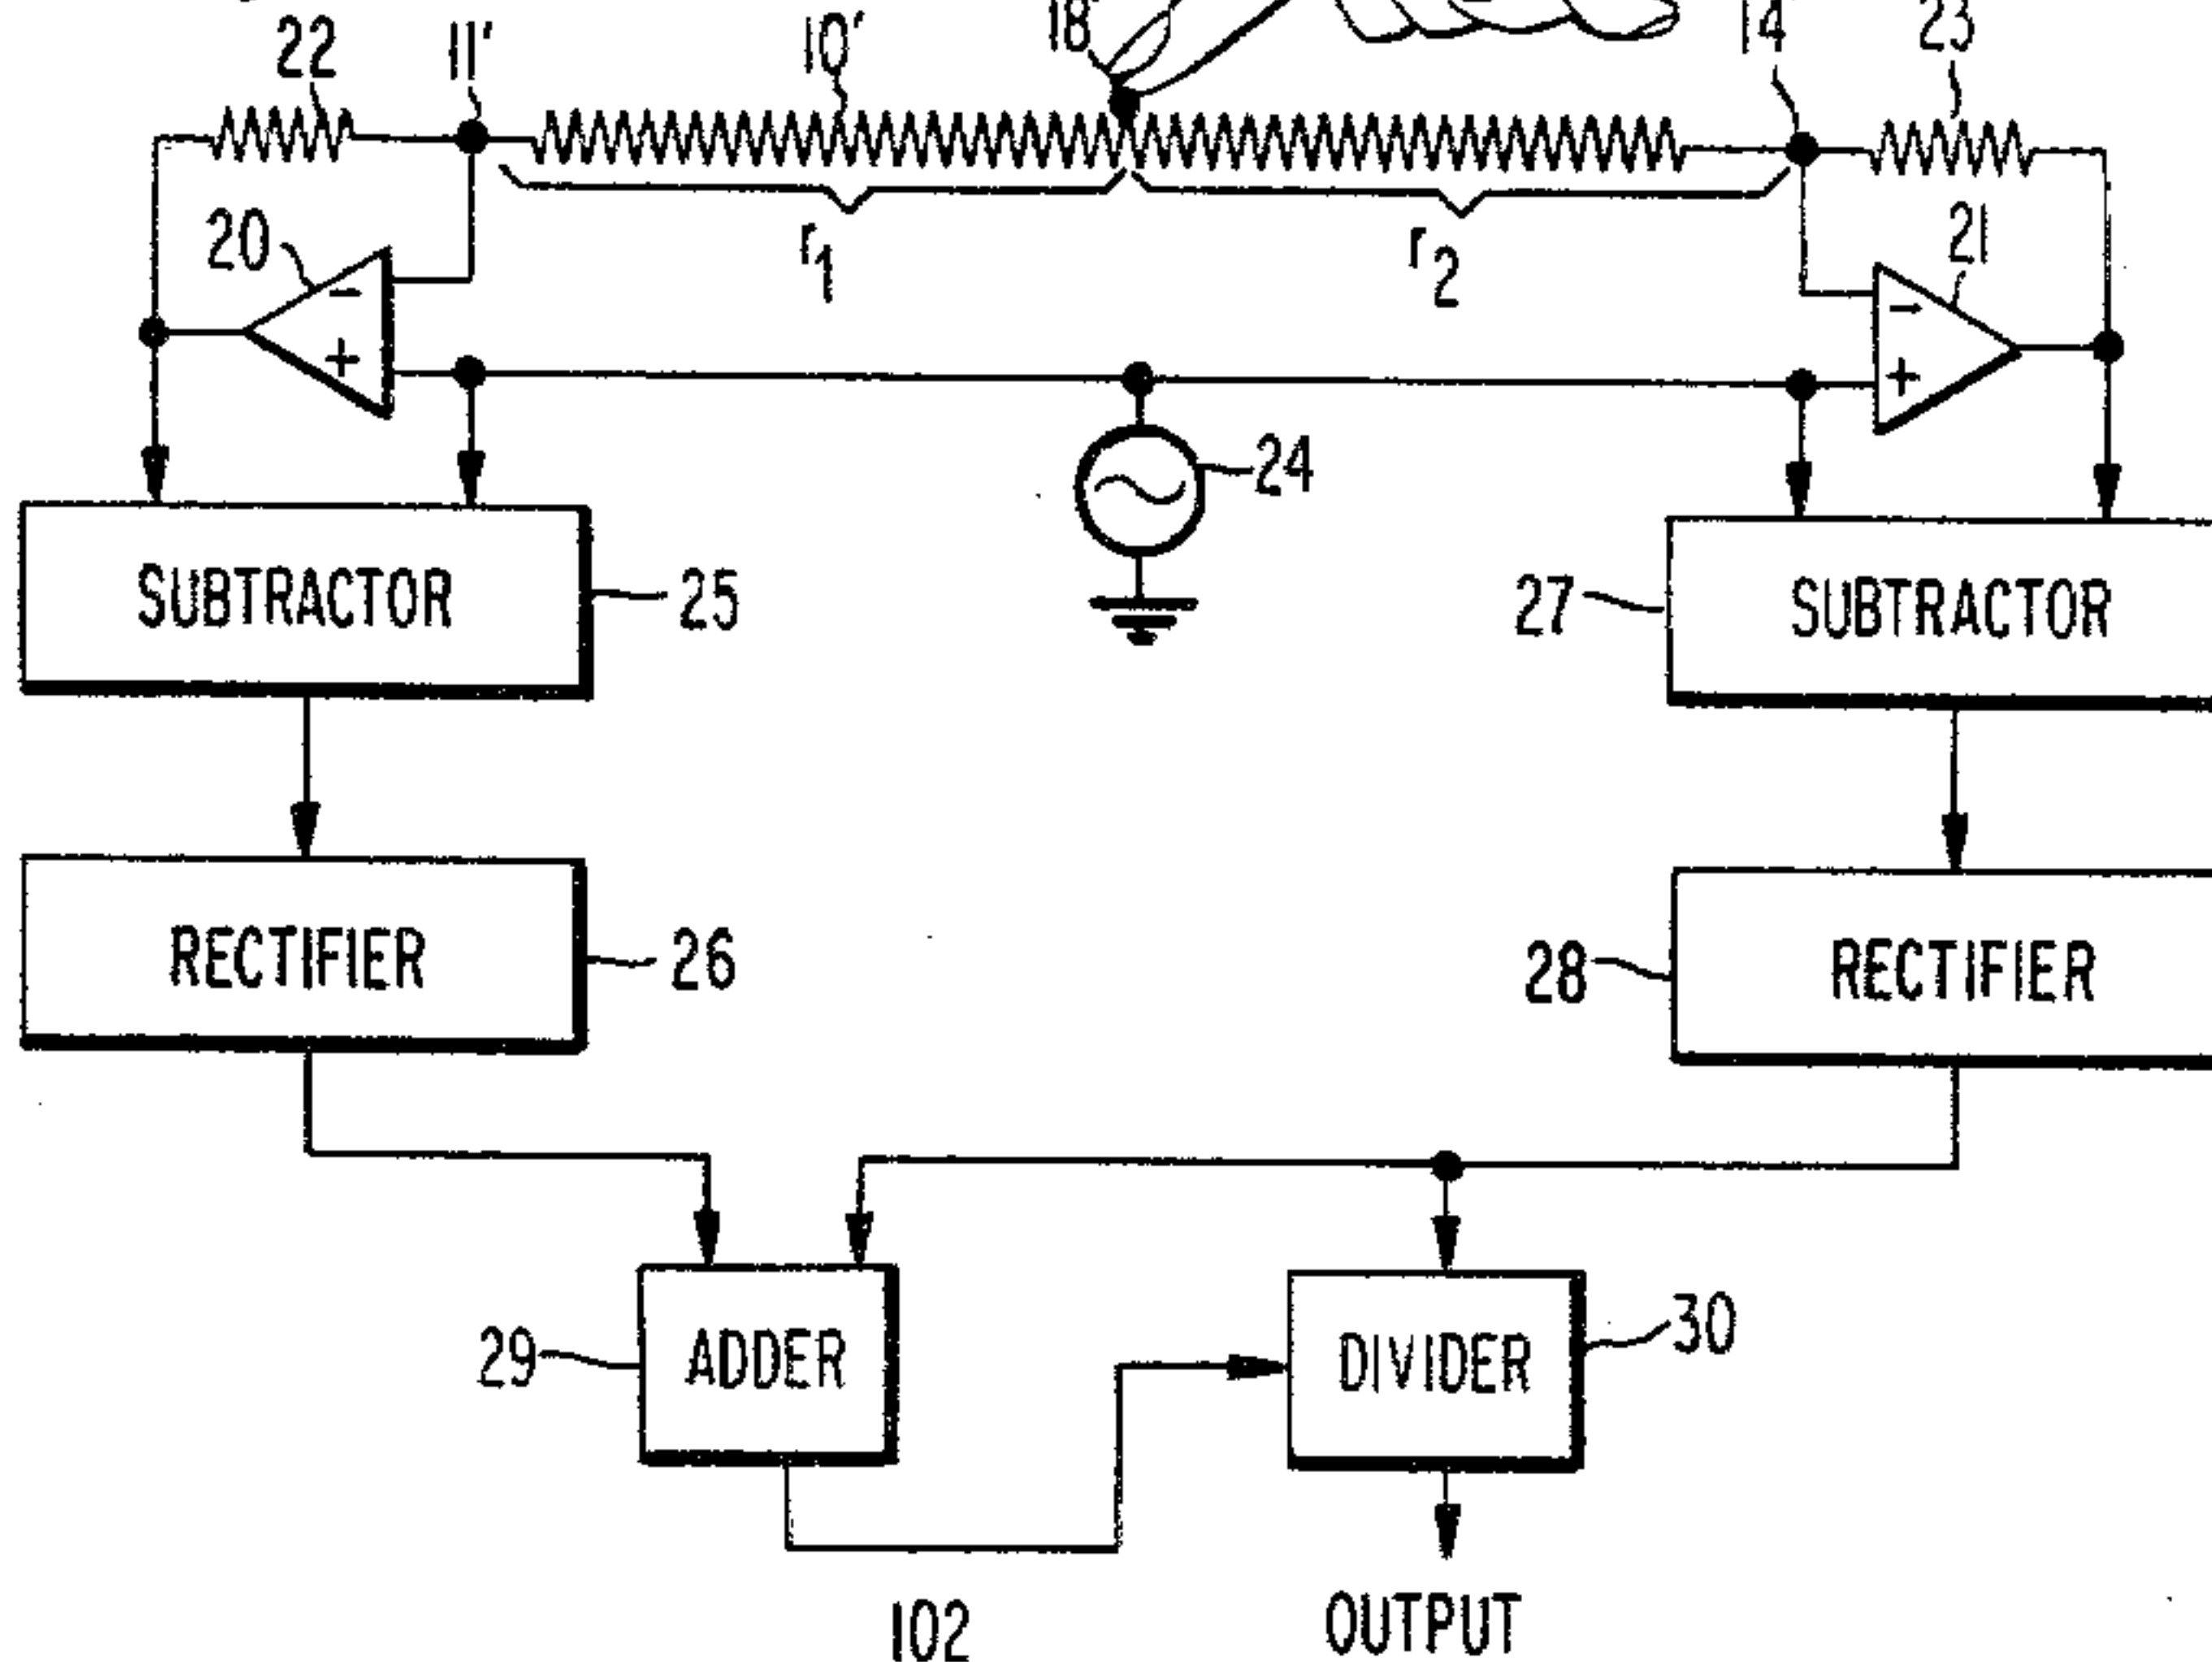 22 11' 10' 18 14 23
20 r1 r2 21
- +
- +
24
SUBTRACTOR 25 27 SUBTRACTOR
RECTIFIER 26 28 RECTIFIER
29 ADDER DIVIDER 30
102 OUTPUT